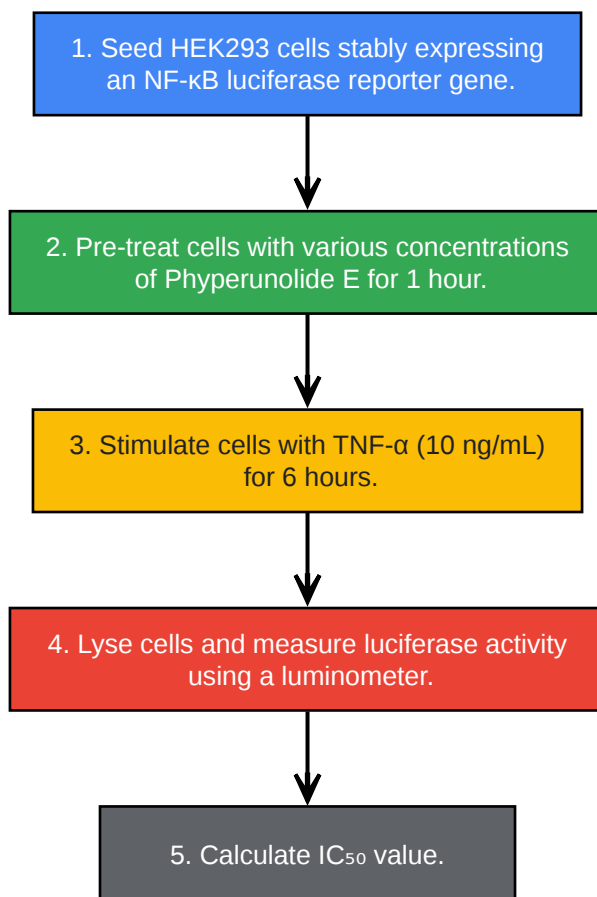 1. Seed HEK293 cells stably expressing
an NF-κB luciferase reporter gene.
2. Pre-treat cells with various concentrations
of Phyperunolide E for 1 hour.
3. Stimulate cells with TNF-α (10 ng/mL)
for 6 hours.
4. Lyse cells and measure luciferase activity
using a luminometer.
5. Calculate IC₅₀ value.